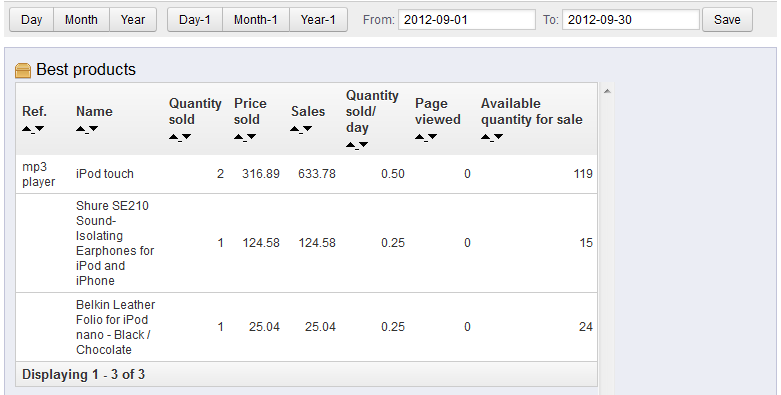 Day Month Year Day-1 Month-1 Year-1 From: 2012-09-01 To: 2012-09-30 Save
Best products
Ref. Name Quantity sold Price sold Sales Quantity sold/ day Page viewed Available quantity for sale
mp3 player iPod touch 2 316.89 633.78 0.50 0 119
Shure SE210 Sound-Isolating Earphones for iPod and iPhone 1 124.58 124.58 0.25 0 15
Belkin Leather Folio for iPod nano - Black / Chocolate 1 25.04 25.04 0.25 0 24
Displaying 1 - 3 of 3